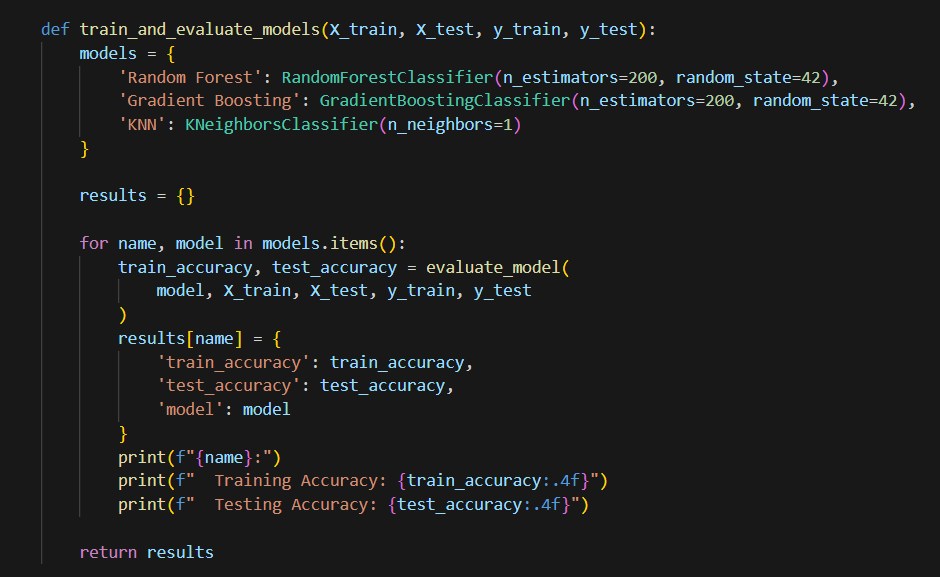 def train_and_evaluate_models(X_train, X_test, y_train, y_test):
    models = {
        'Random Forest': RandomForestClassifier(n_estimators=200, random_state=42),
        'Gradient Boosting': GradientBoostingClassifier(n_estimators=200, random_state=42),
        'KNN': KNeighborsClassifier(n_neighbors=1)
    }

    results = {}

    for name, model in models.items():
        train_accuracy, test_accuracy = evaluate_model(
            model, X_train, X_test, y_train, y_test
        )
        results[name] = {
            'train_accuracy': train_accuracy,
            'test_accuracy': test_accuracy,
            'model': model
        }
        print(f"{name}:")
        print(f"  Training Accuracy: {train_accuracy:.4f}")
        print(f"  Testing Accuracy: {test_accuracy:.4f}")

    return results